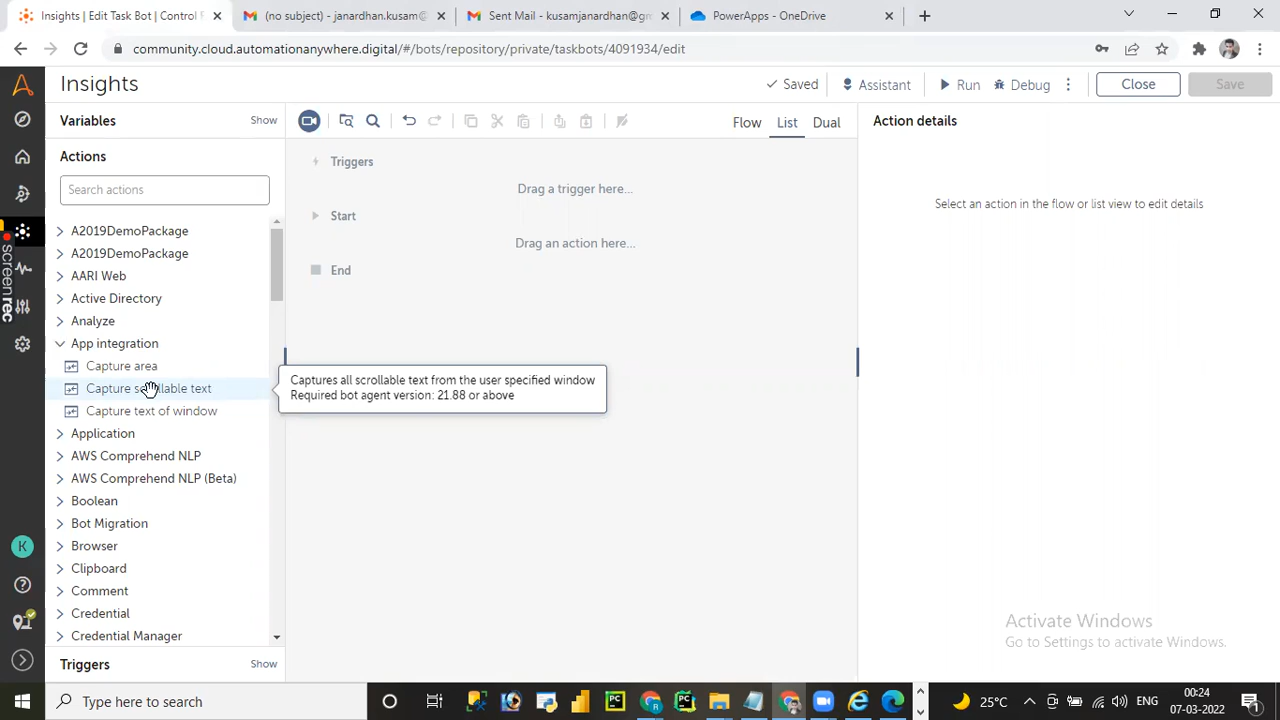 Insights | Edit Task Bot | Control
(no subject) - janardhan.kusam@
Sent Mail - kusamjanardhan@gm
PowerApps - OneDrive
community.cloud.automationanywhere.digital/#/bots/repository/private/taskbots/4091934/edit
Insights
Saved
Assistant
Run
Debug
Close
Save
Variables
Show
Flow
List
Dual
Action details
Actions
Search actions
Triggers
Drag a trigger here...
Select an action in the flow or list view to edit details
Start
Drag an action here...
End
A2019DemoPackage
A2019DemoPackage
AARI Web
Active Directory
Analyze
App integration
Capture area
Capture scrollable text
Capture text of window
Captures all scrollable text from the user specified window
Required bot agent version: 21.88 or above
Application
AWS Comprehend NLP
AWS Comprehend NLP (Beta)
Boolean
Bot Migration
Browser
Clipboard
Comment
Credential
Credential Manager
Triggers
Show
screenrec
K
Activate Windows
Go to Settings to activate Windows.
Type here to search
PC
R
PC
25°C
ENG
00:24
07-03-2022
1